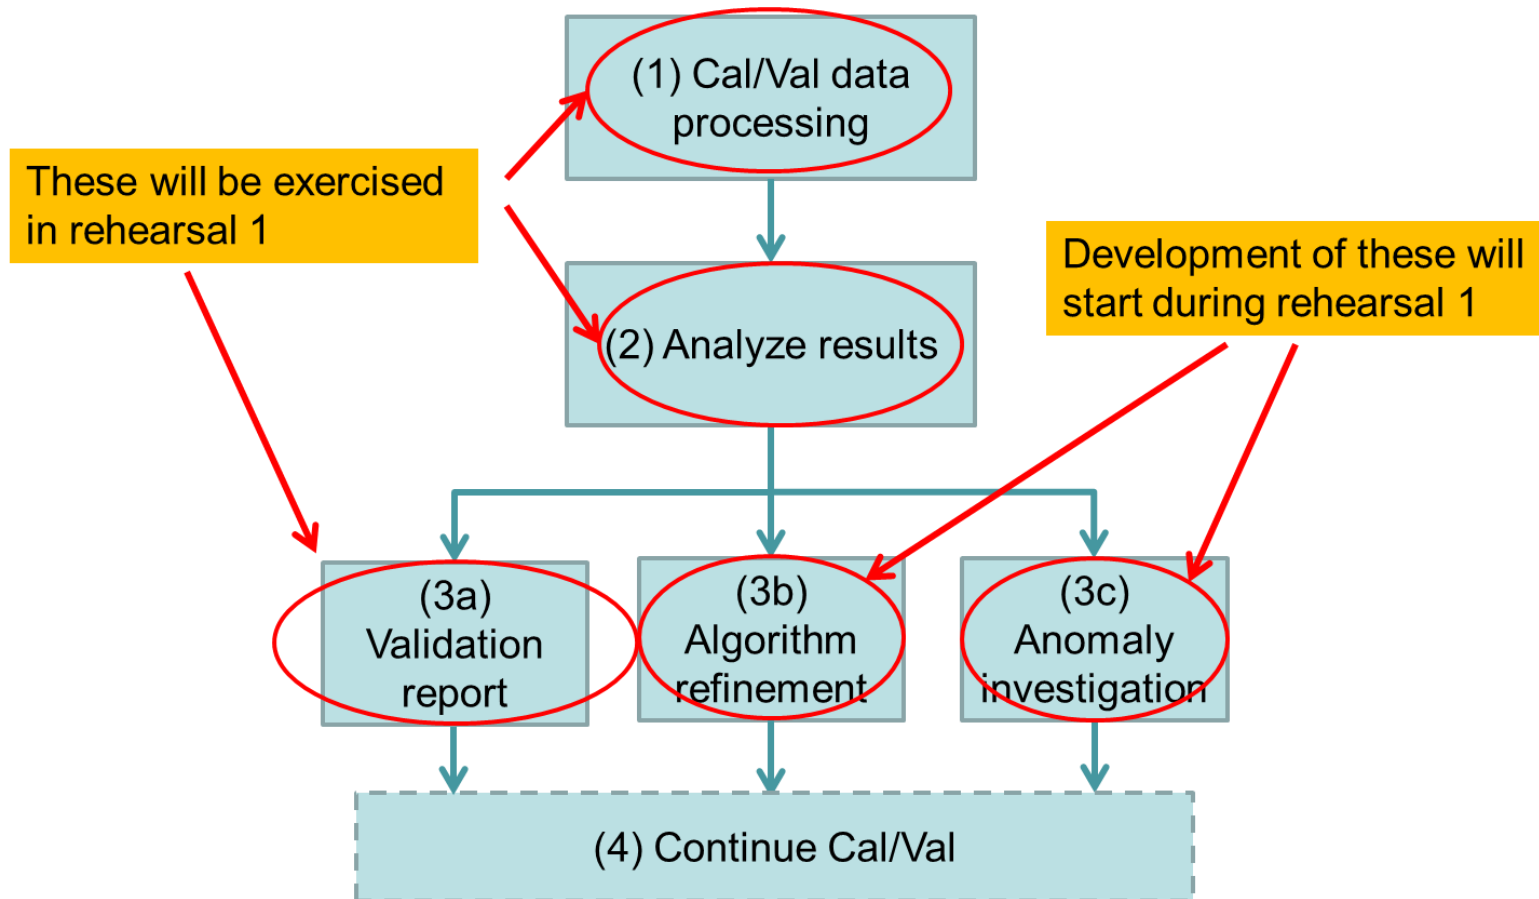 (1) Cal/Val data
processing
These will be exercised
in rehearsal 1
Development of these will
start during rehearsal 1
(2) Analyze results
(3a)
Validation
report
(3b)
Algorithm
refinement
(3c)
Anomaly
investigation
(4) Continue Cal/Val